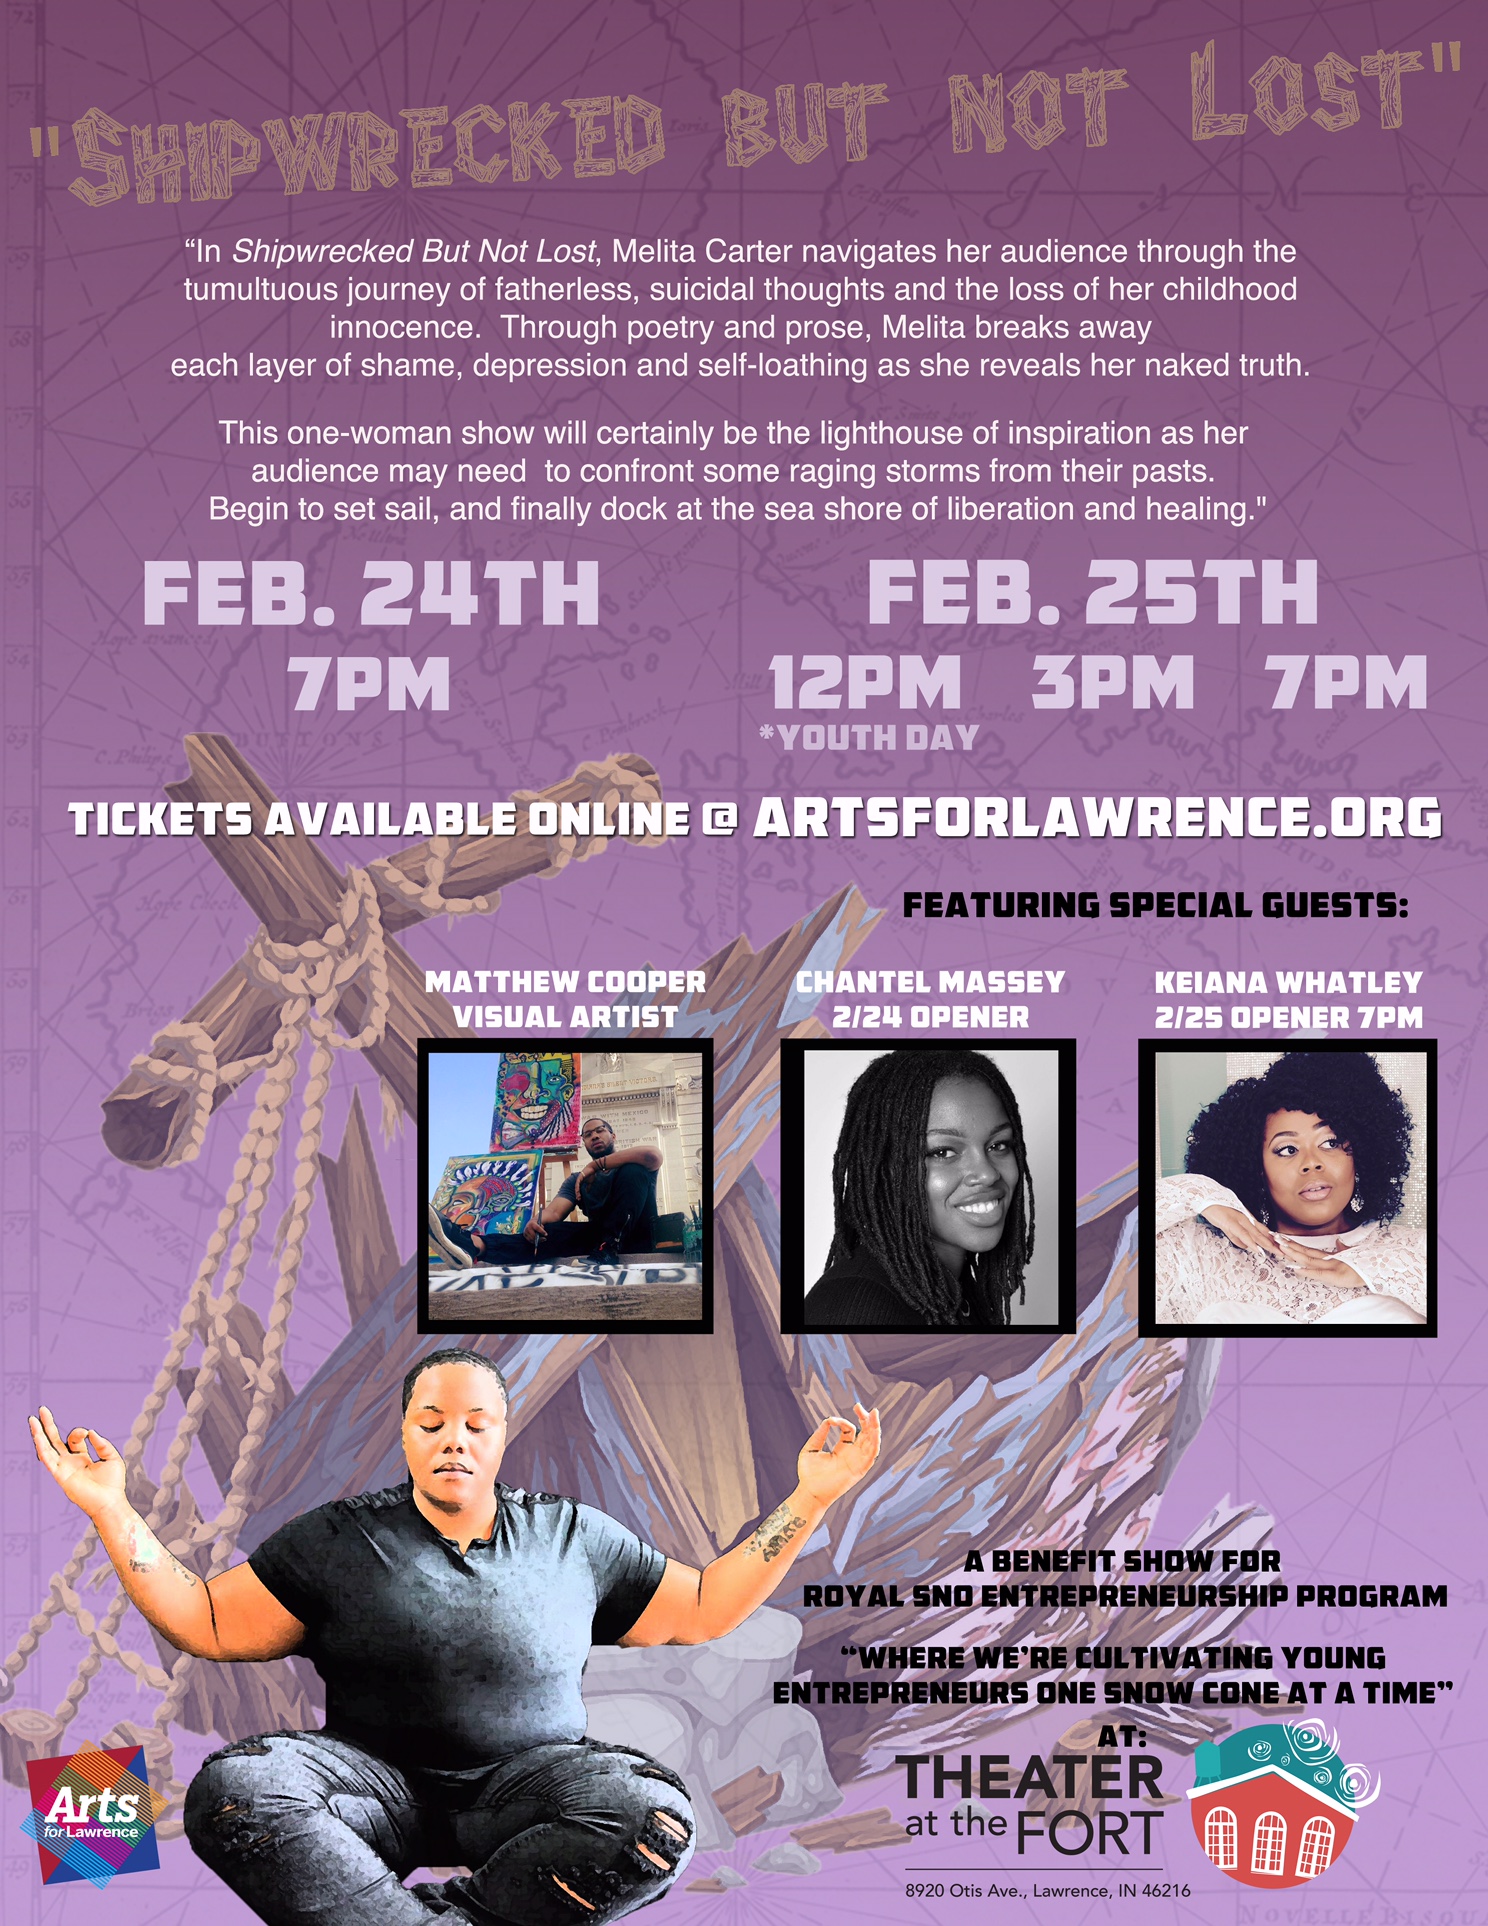 "Shipwrecked but not Lost"
“In Shipwrecked But Not Lost, Melita Carter navigates her audience through the
tumultuous journey of fatherless, suicidal thoughts and the loss of her childhood
innocence. Through poetry and prose, Melita breaks away
each layer of shame, depression and self-loathing as she reveals her naked truth.
This one-woman show will certainly be the lighthouse of inspiration as her
audience may need to confront some raging storms from their pasts.
Begin to set sail, and finally dock at the sea shore of liberation and healing."
FEB. 24TH
7PM
FEB. 25TH
12PM 3PM 7PM
*YOUTH DAY
TICKETS AVAILABLE ONLINE @ ARTSFORLAWRENCE.ORG
FEATURING SPECIAL GUESTS:
MATTHEW COOPER
VISUAL ARTIST
CHANTEL MASSEY
2/24 OPENER
KEIANA WHATLEY
2/25 OPENER 7PM
A BENEFIT SHOW FOR
ROYAL SNO ENTREPRENEURSHIP PROGRAM
“WHERE WE’RE CULTIVATING YOUNG
ENTREPRENEURS ONE SNOW CONE AT A TIME”
AT:
THEATER
at the FORT
8920 Otis Ave., Lawrence, IN 46216
Arts
for Lawrence